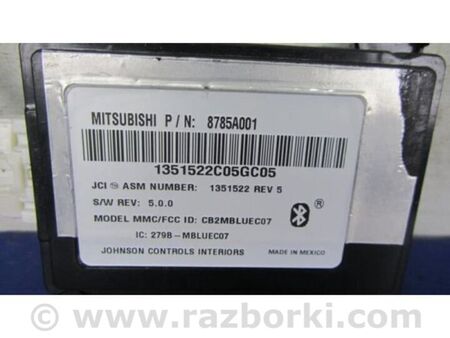 MITSUBISHI P / N: 8785A001
1351522C05GC05
JCI ® ASM NUMBER: 1351522 REV 5
S/W REV: 5.0.0
MODEL MMC/FCC ID: CB2MBLUEC07
IC: 279B-MBLUEC07
®
JOHNSON CONTROLS INTERIORS MADE IN MEXICO
© www.razborki.com